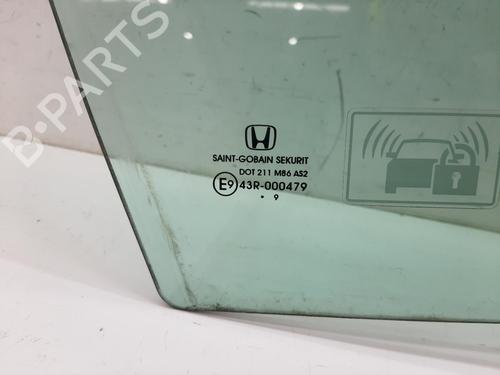 B-PARTS
SAINT-GOBAIN SEKURIT
DOT 211 M86 AS2
E9 43R-000479
• 9